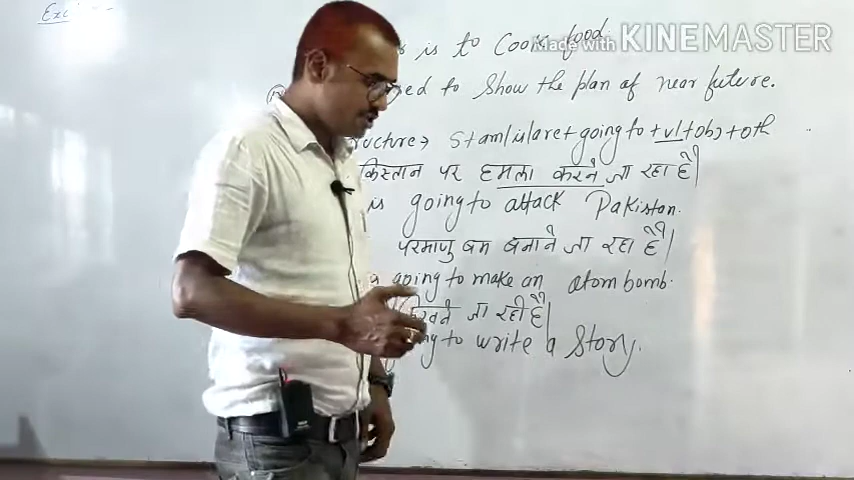 is to Cook food
Made with KINEMASTER
ed to Show the plan of near future.
ructure → S+am/is/are+going to+v1+obj+oth
किस्तान पर हमला करने जा रहा है|
is going to attack Pakistan.
परमाणु बम बनाने जा रहा है|
going to make an atom bomb.
जा रही है|
ng to write a Story.